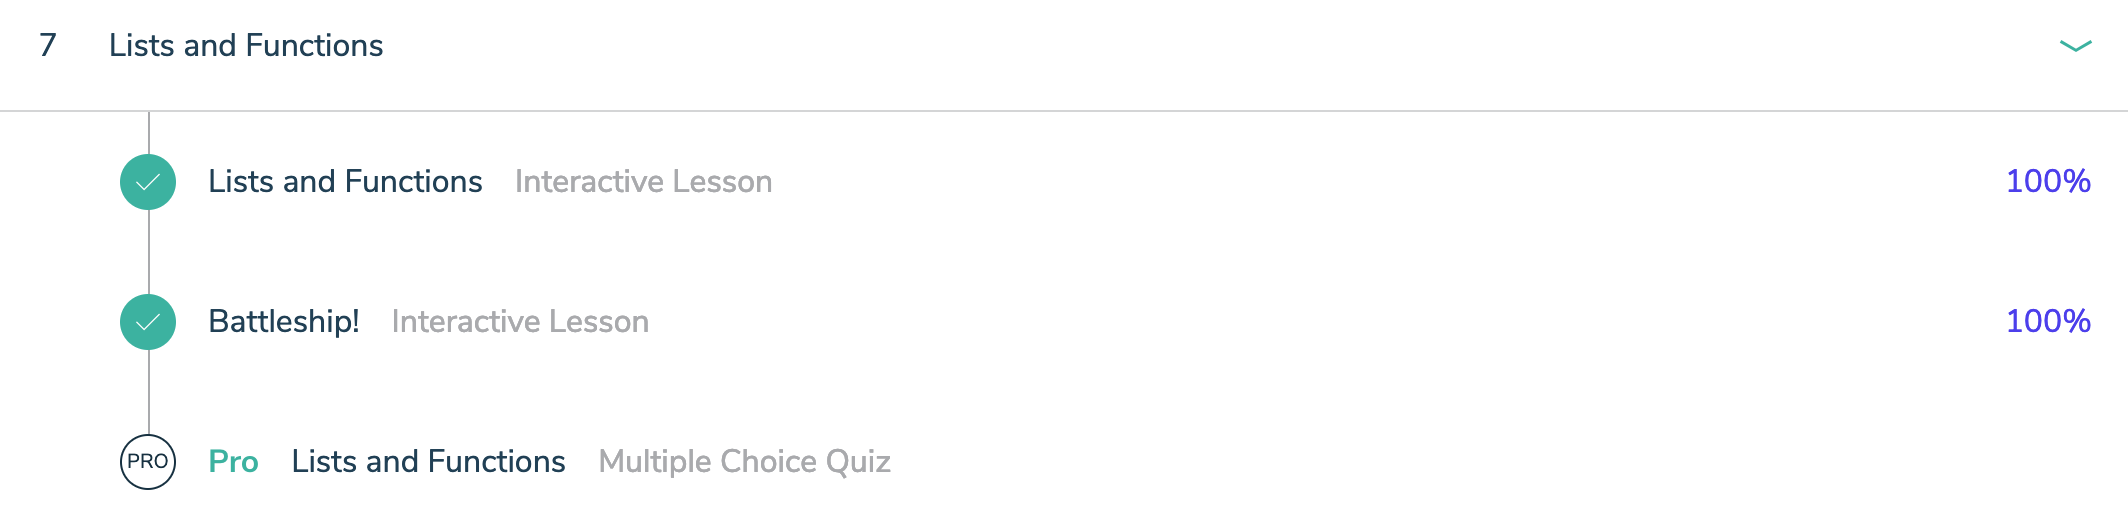 7 Lists and Functions
Lists and Functions Interactive Lesson 100%
Battleship! Interactive Lesson 100%
PRO Pro Lists and Functions Multiple Choice Quiz